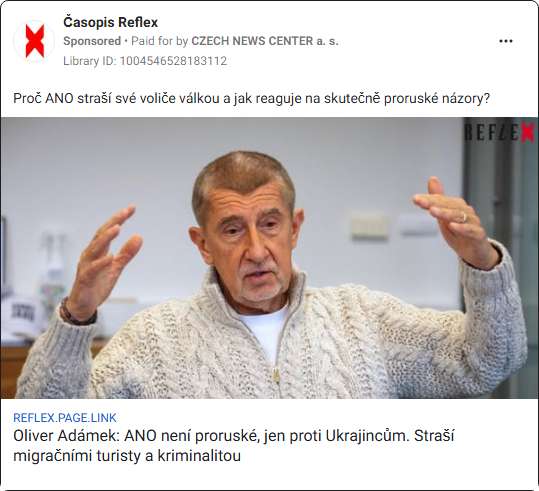 Časopis Reflex
Sponsored • Paid for by CZECH NEWS CENTER a. s.
Library ID: 1004546528183112
Proč ANO straší své voliče válkou a jak reaguje na skutečně proruské názory?
REFLEX
REFLEX.PAGE.LINK
Oliver Adámek: ANO není proruské, jen proti Ukrajincům. Straší
migračními turisty a kriminalitou